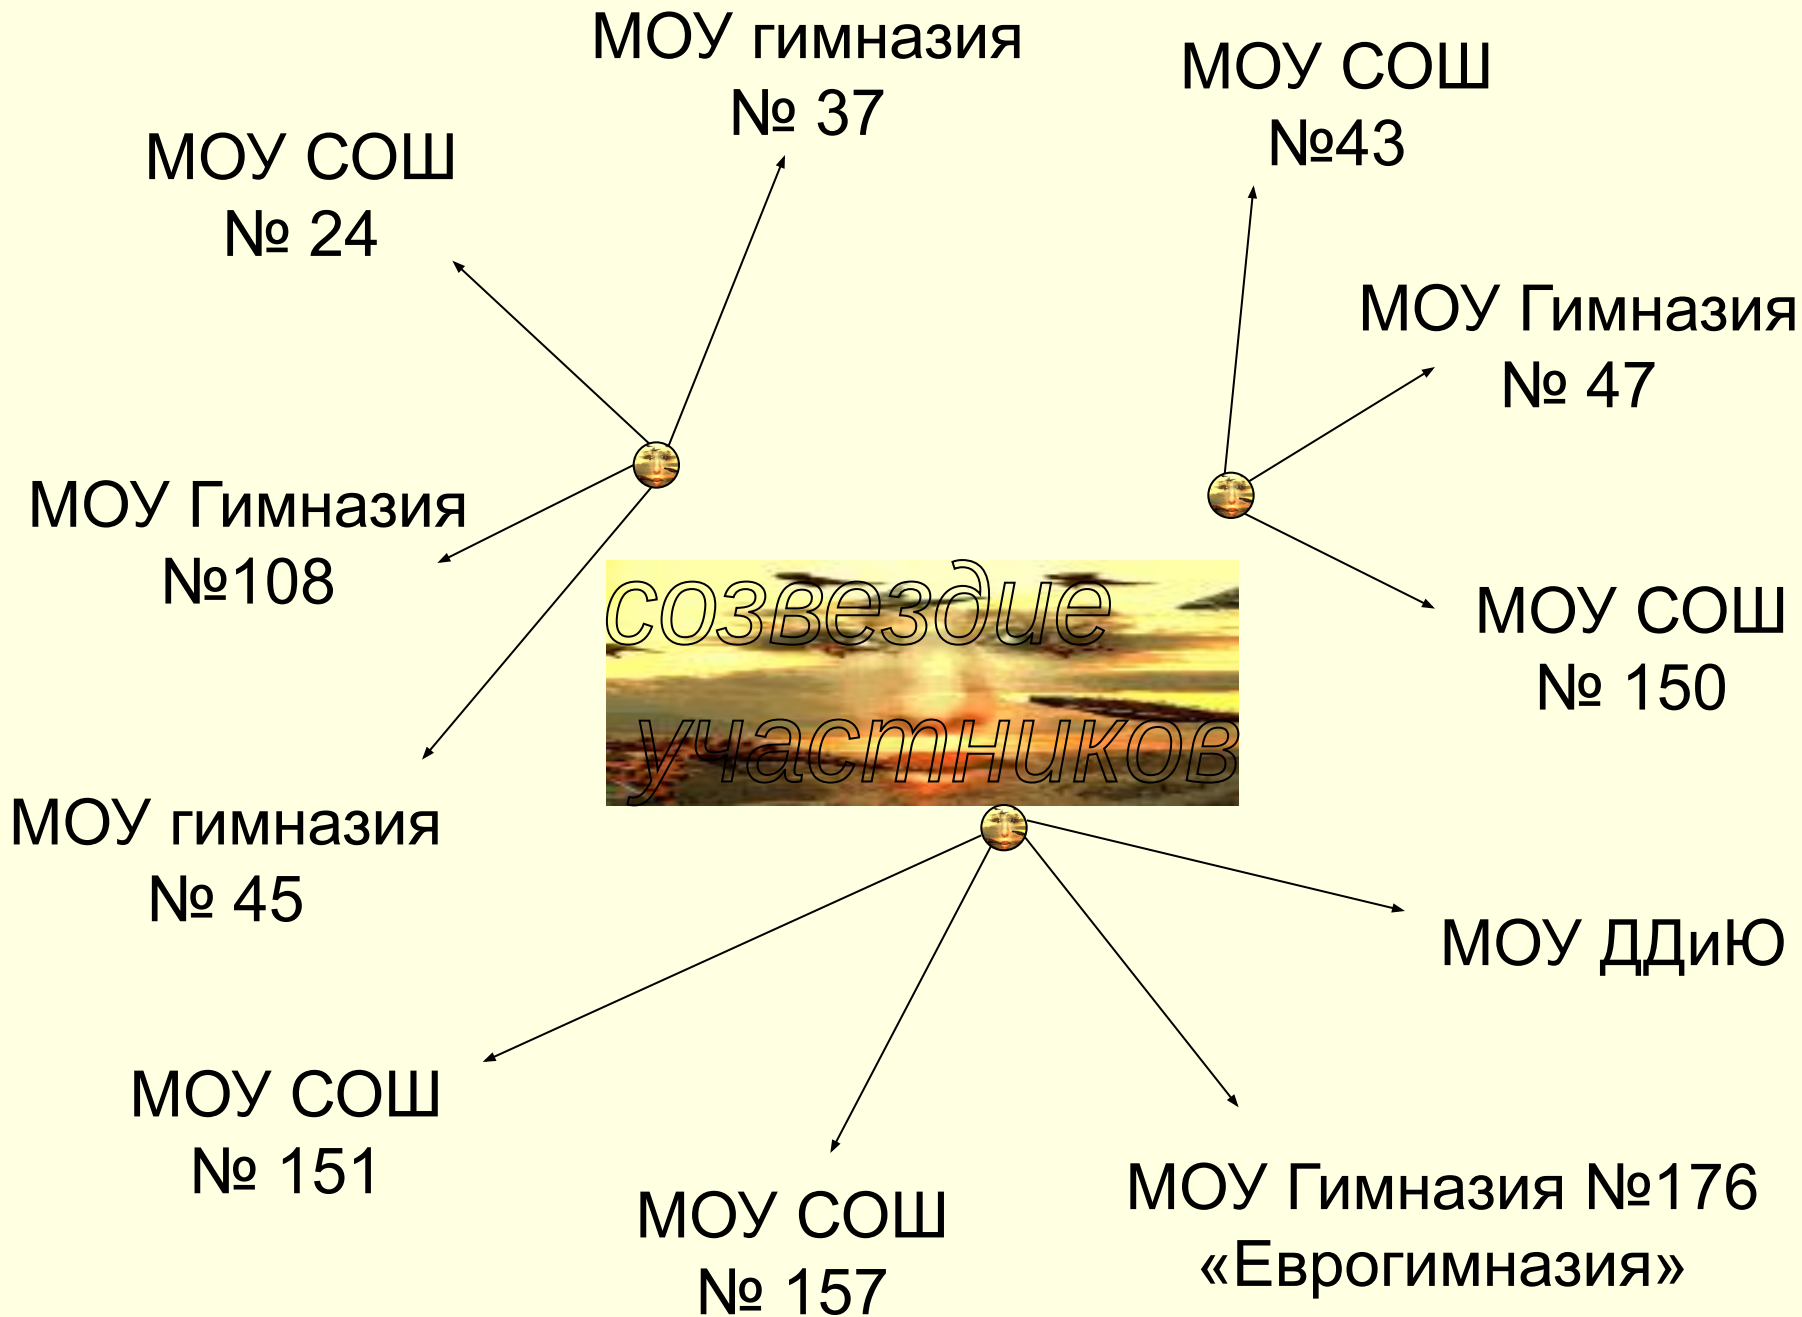 МОУ гимназия
№ 37
МОУ СОШ
№43
МОУ СОШ
№ 24
МОУ Гимназия
№ 47
МОУ Гимназия
№108
созвездие
участников
МОУ СОШ
№ 150
МОУ гимназия
№ 45
МОУ ДДиЮ
МОУ СОШ
№ 151
МОУ СОШ
№ 157
МОУ Гимназия №176
«Еврогимназия»